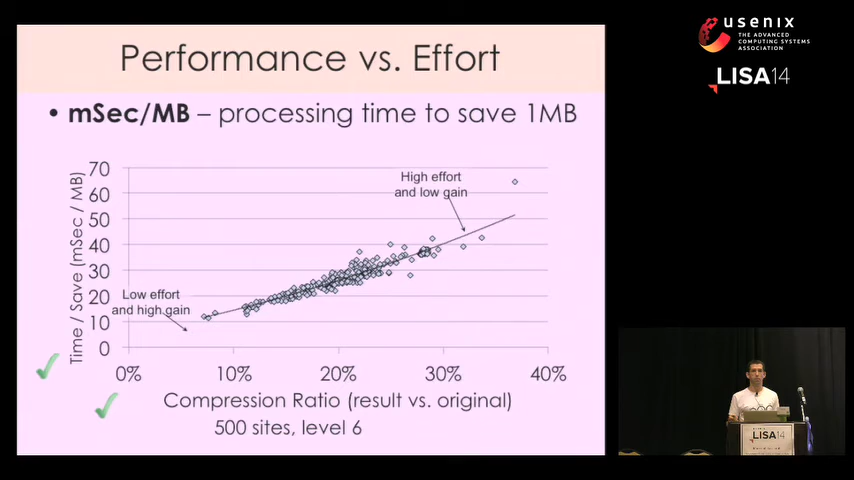 Performance vs. Effort
• mSec/MB – processing time to save 1MB
Time / Save (mSec / MB)
70
60
50
40
30
20
10
0
High effort
and low gain
Low effort
and high gain
0% 10% 20% 30% 40%
Compression Ratio (result vs. original)
500 sites, level 6
usenix
THE ADVANCED
COMPUTING SYSTEMS
ASSOCIATION
LISA14
LISA14